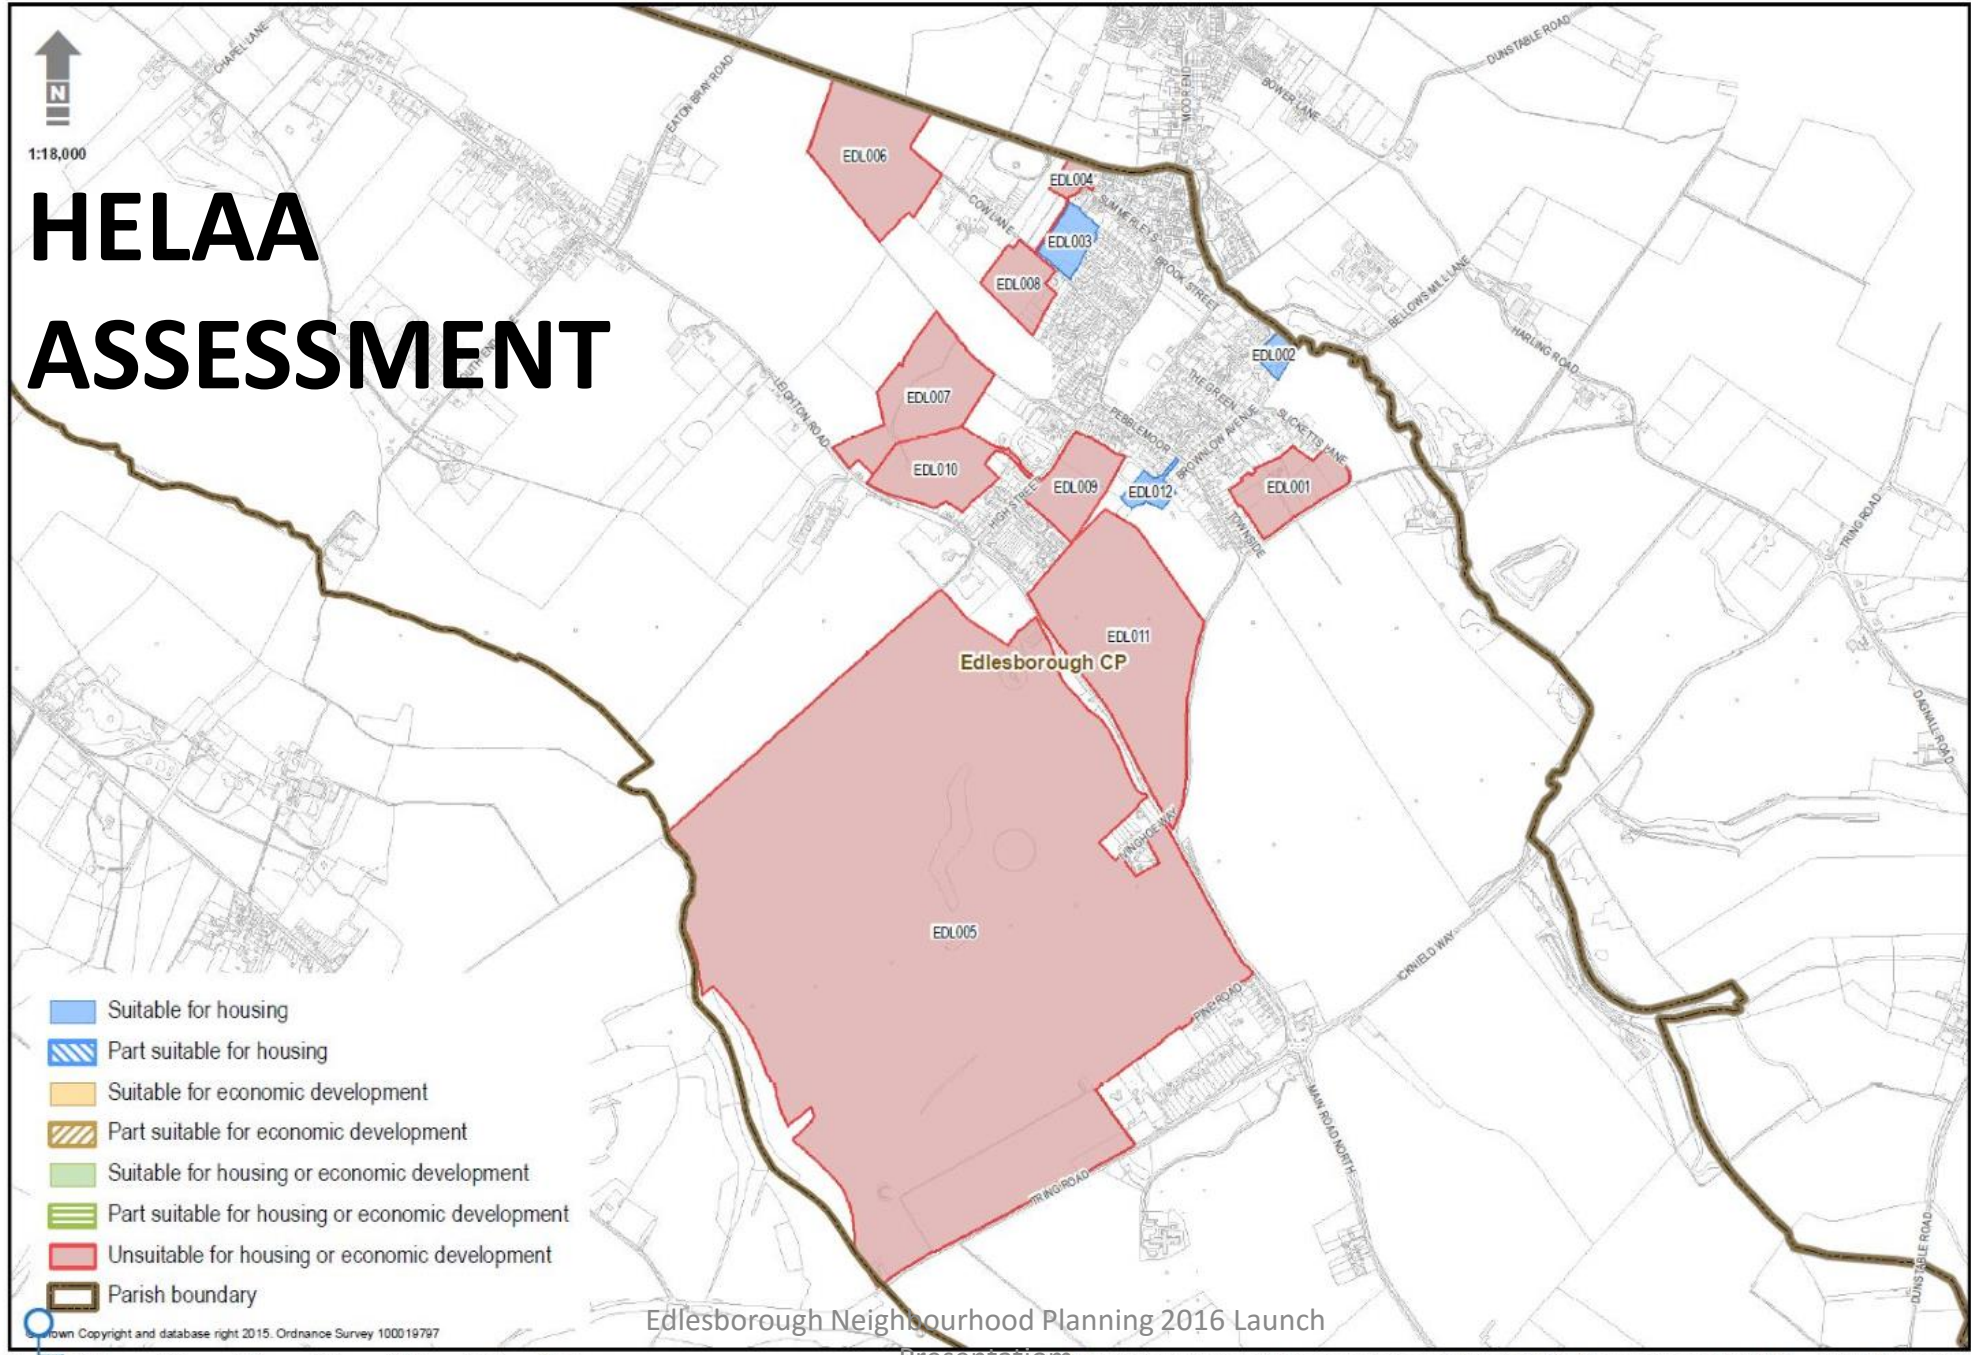 N
1:18,000
HELAA
ASSESSMENT
CHAPEL LANE
EATON BRAY ROAD
MOOR END
BOWER LANE
DUNSTABLE ROAD
EDL006
EDL004
COW LANE
SUMMERLEYS
EDL003
EDL008
BROOK STREET
BELLOWS MILL LANE
HARLING ROAD
EDL002
LEIGHTON ROAD
EDL007
THE GREEN
PEBBLEMOOR
BROWNLOW AVENUE
SLICKETTS LANE
EDL010
HIGH STREET
EDL009
EDL012
EDL001
TOWNSIDE
TRING ROAD
EDL011
Edlesborough CP
DAGNALL ROAD
IVINGHOE WAY
EDL005
ICKNIELD WAY
PINE ROAD
MAIN ROAD NORTH
TRING ROAD
DUNSTABLE ROAD
Suitable for housing
Part suitable for housing
Suitable for economic development
Part suitable for economic development
Suitable for housing or economic development
Part suitable for housing or economic development
Unsuitable for housing or economic development
Parish boundary
Copyright and database right 2015. Ordnance Survey 100019797
Edlesborough Neighbourhood Planning 2016 Launch